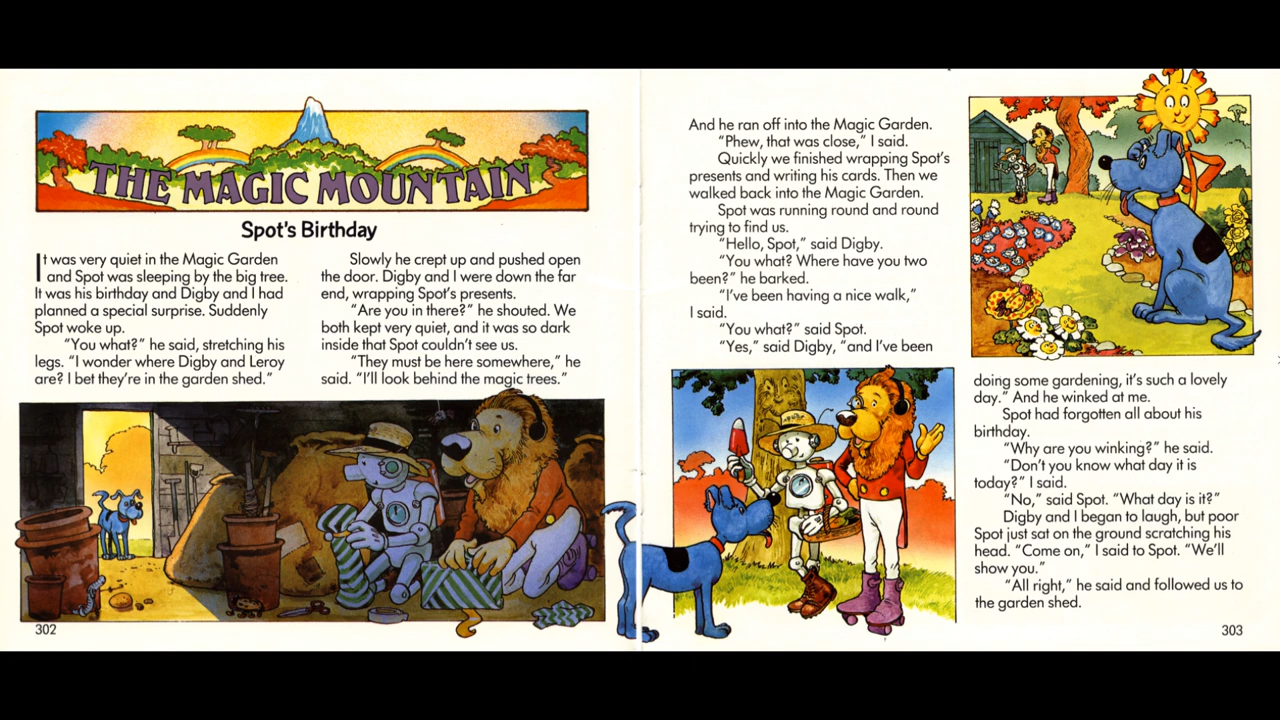 THE MAGIC MOUNTAIN
Spot's Birthday
It was very quiet in the Magic Garden
and Spot was sleeping by the big tree.
It was his birthday and Digby and I had
planned a special surprise. Suddenly
Spot woke up.
“You what?” he said, stretching his
legs. “I wonder where Digby and Leroy
are? I bet they're in the garden shed.”
Slowly he crept up and pushed open
the door. Digby and I were down the far
end, wrapping Spot's presents.
“Are you in there?” he shouted. We
both kept very quiet, and it was so dark
inside that Spot couldn't see us.
“They must be here somewhere,” he
said. “I'll look behind the magic trees.”
302
And he ran off into the Magic Garden.
“Phew, that was close,” I said.
Quickly we finished wrapping Spot's
presents and writing his cards. Then we
walked back into the Magic Garden.
Spot was running round and round
trying to find us.
“Hello, Spot,” said Digby.
“You what? Where have you two
been?” he barked.
“I've been having a nice walk,”
I said.
“You what?” said Spot.
“Yes,” said Digby, “and I've been
doing some gardening, it's such a lovely
day.” And he winked at me.
Spot had forgotten all about his
birthday.
“Why are you winking?” he said.
“Don't you know what day it is
today?” I said.
“No,” said Spot. “What day is it?”
Digby and I began to laugh, but poor
Spot just sat on the ground scratching his
head. “Come on,” I said to Spot. “We'll
show you.”
“All right,” he said and followed us to
the garden shed.
303